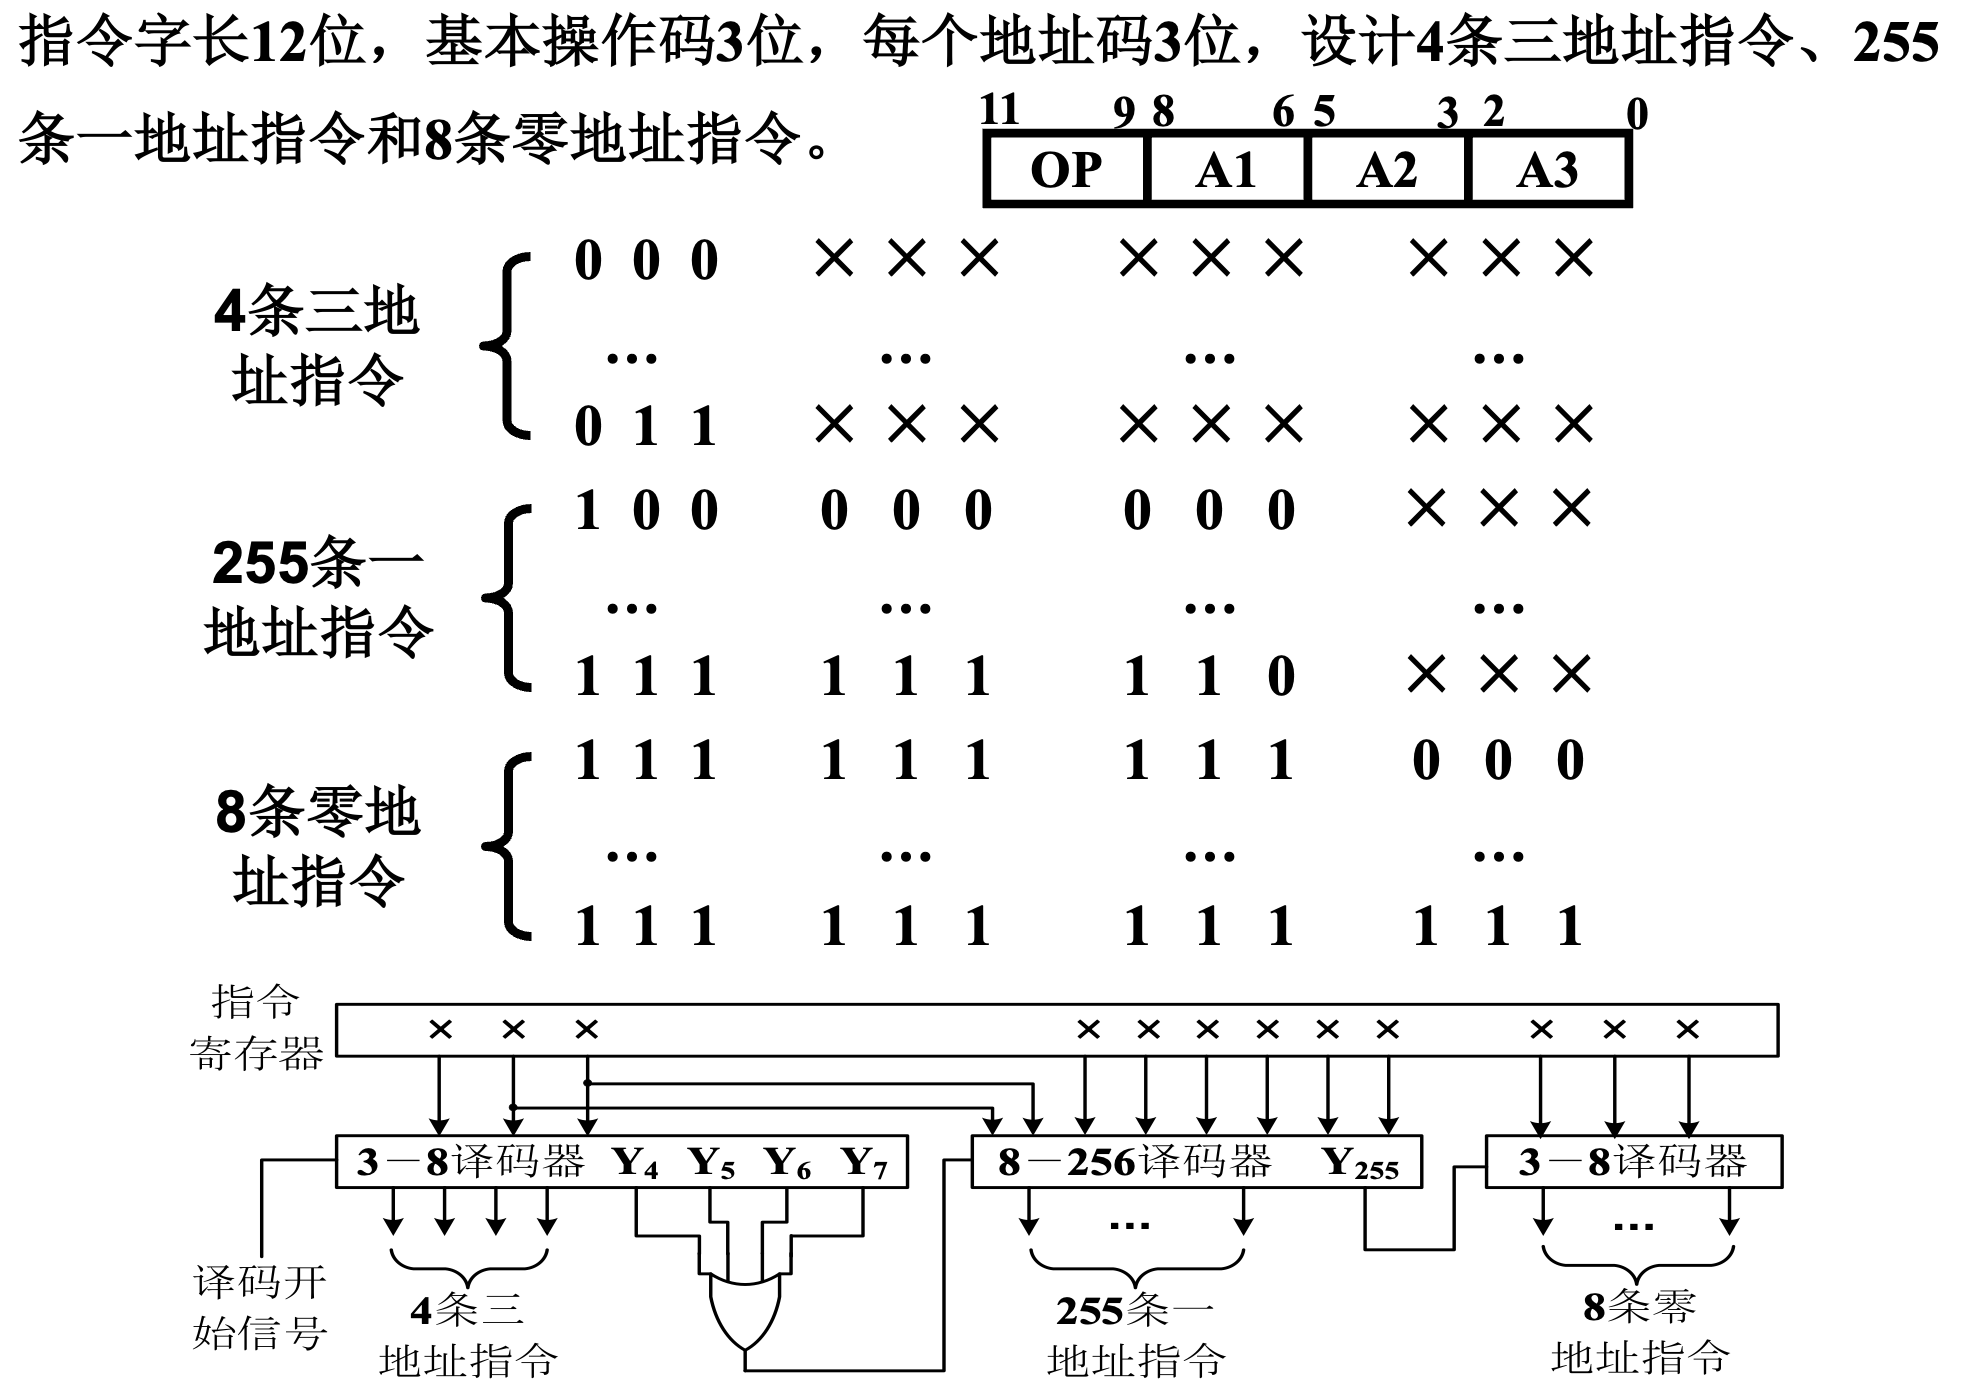 指令字长12位，基本操作码3位，每个地址码3位，设计4条三地址指令、255
条一地址指令和8条零地址指令。
11 9 8 6 5 3 2 0
OP A1 A2 A3
4条三地
址指令
0 0 0 × × × × × × × × ×
... ... ... ...
0 1 1 × × × × × × × × ×
255条一
地址指令
1 0 0 0 0 0 0 0 0 × × ×
... ... ... ...
1 1 1 1 1 1 1 1 0 × × ×
8条零地
址指令
1 1 1 1 1 1 1 1 1 0 0 0
... ... ... ...
1 1 1 1 1 1 1 1 1 1 1 1
指令
寄存器
× × × × × × × × × × × ×
3－8译码器 Y4 Y5 Y6 Y7
8－256译码器 Y255
3－8译码器
... ...
译码开
始信号
4条三
地址指令
255条一
地址指令
8条零
地址指令